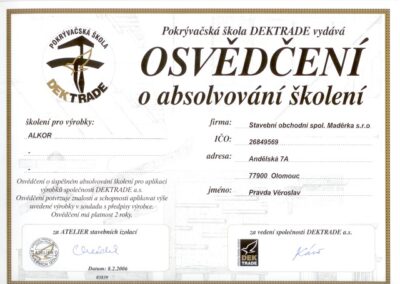 POKRÝVAČSKÁ ŠKOLA
DEKTRADE
Pokrývačská škola DEKTRADE vydává
OSVĚDČENÍ
o absolvování školení
školení pro výrobky:
ALKOR
-
-
firma: Stavební obchodní spol. Maděrka s.r.o
IČO: 26849569
adresa: Andělská 7A
77900 Olomouc
jméno: Pravda Věroslav
Osvědčení o úspěšném absolvování školení pro aplikaci
výrobků společnosti DEKTRADE a.s.
Osvědčení potvrzuje znalosti a schopnosti aplikovat výše
uvedené výrobky v souladu s předpisy výrobce.
Osvědčení má platnost 2 roky.
za ATELIER stavebních izolací
za vedení společnosti DEKTRADE a.s.
ATELIER
DEK
TRADE
Datum: 8.2.2006